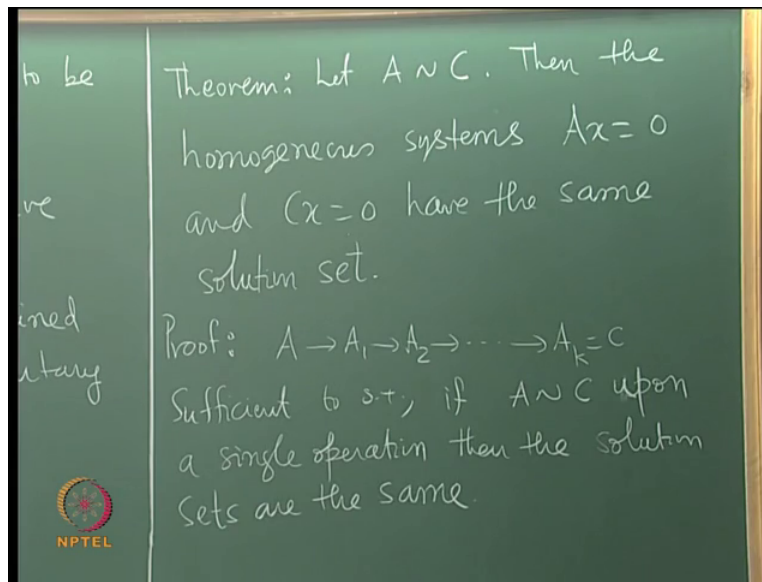 to be
ve
ined
utary
Theorem: Let A ~ C. Then the
homogeneous systems Ax = 0
and Cx = 0 have the same
solution set.
Proof: A → A₁ → A₂ → ---- → Aₖ = C
Sufficient to s.t., if A ~ C upon
a single operation then the solution
sets are the same.
NPTEL